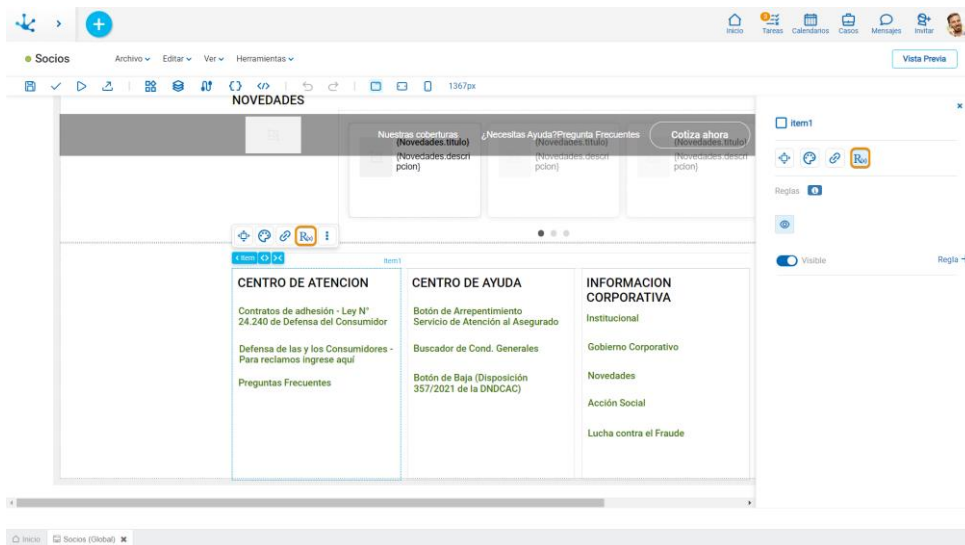 Inicio
Tareas
Calendarios
Casos
Mensajes
Invitar
Socios
Archivo
Editar
Ver
Herramientas
Vista Previa
1367px
NOVEDADES
Nuestras coberturas
¿Necesitas Ayuda?Pregunta Frecuentes
Cotiza ahora
{Novedades.titulo}
{Novedades.titulo}
{Novedades.titulo}
{Novedades.descri
pcion}
{Novedades.descri
pcion}
{Novedades.descri
pcion}
item1
R(x)
Reglas
Visible
Regla
R(x)
Item
item1
CENTRO DE ATENCION
Contratos de adhesión - Ley N°
24.240 de Defensa del Consumidor
Defensa de las y los Consumidores -
Para reclamos ingrese aquí
Preguntas Frecuentes
CENTRO DE AYUDA
Botón de Arrepentimiento
Servicio de Atención al Asegurado
Buscador de Cond. Generales
Botón de Baja (Disposición
357/2021 de la DNDCAC)
INFORMACION
CORPORATIVA
Institucional
Gobierno Corporativo
Novedades
Acción Social
Lucha contra el Fraude
Inicio
Socios (Global)